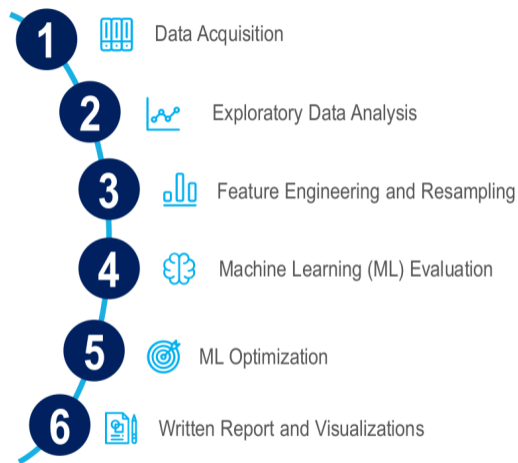 1 Data Acquisition
2 Exploratory Data Analysis
3 Feature Engineering and Resampling
4 Machine Learning (ML) Evaluation
5 ML Optimization
6 Written Report and Visualizations